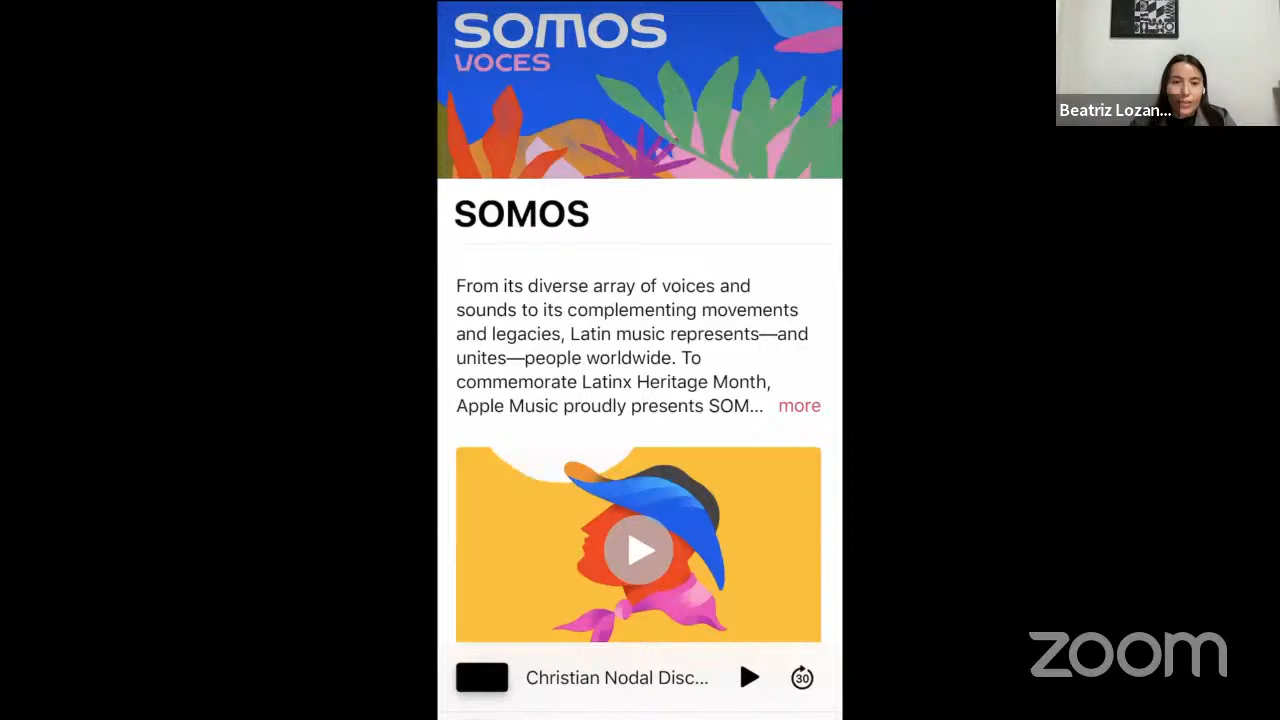 SOMOS
VOCES
Beatriz Lozan...
SOMOS
From its diverse array of voices and
sounds to its complementing movements
and legacies, Latin music represents—and
unites—people worldwide. To
commemorate Latinx Heritage Month,
Apple Music proudly presents SOM... more
Christian Nodal Disc...
30
zoom